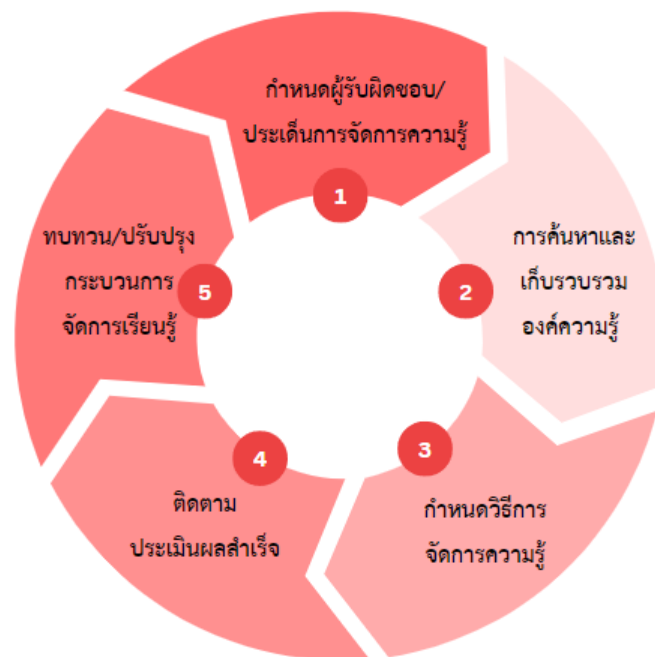 กำหนดผู้รับผิดชอบ/
ประเด็นการจัดการความรู้
1
การค้นหาและ
เก็บรวบรวม
องค์ความรู้
2
กำหนดวิธีการ
จัดการความรู้
3
ติดตาม
ประเมินผลสำเร็จ
4
ทบทวน/ปรับปรุง
กระบวนการ
จัดการเรียนรู้
5